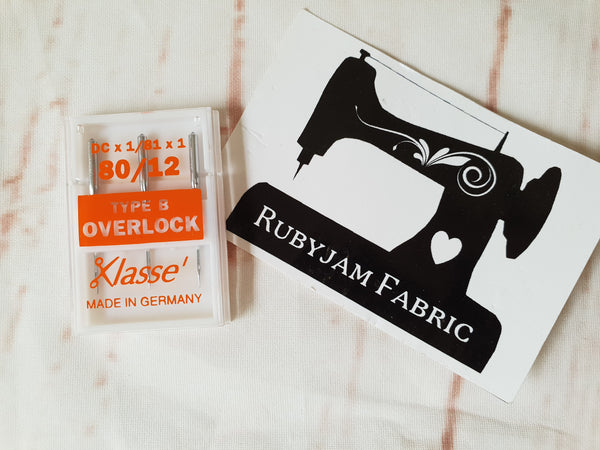 DC x 1/81 x 1
80/12
TYPE B
OVERLOCK
Klasse'
MADE IN GERMANY
RUBYJAM FABRIC